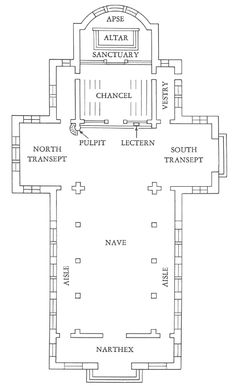 APSE
ALTAR
SANCTUARY
CHANCEL
VESTRY
PULPIT
LECTERN
NORTH
TRANSEPT
SOUTH
TRANSEPT
NAVE
AISLE
AISLE
NARTHEX